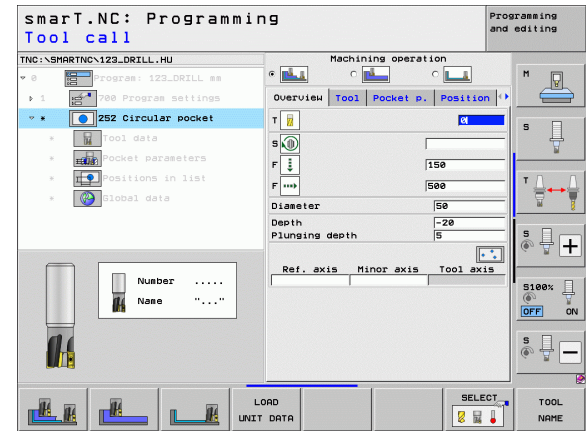 smarT.NC: Programming
Tool call
Programming
and editing
TNC:\SMARTNC\123_DRILL.HU
0 Program: 123_DRILL mm
1 700 Program settings
* 252 Circular pocket
* Tool data
* Pocket parameters
* Positions in list
* Global data
Number .....
Name "..."
Machining operation
Overview Tool Pocket p. Position
T 0
S
F 150
F 500
Diameter 50
Depth -20
Plunging depth 5
Ref. axis Minor axis Tool axis
M
S
T
S
S100%
OFF ON
S
LOAD
UNIT DATA
SELECT
TOOL
NAME